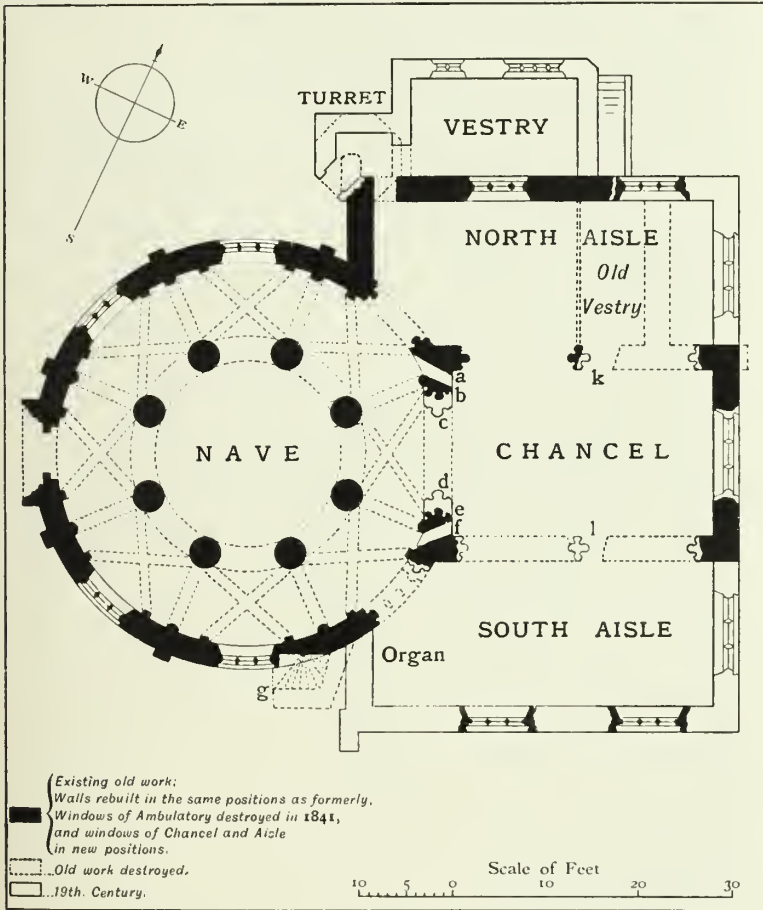 W
E
S
TURRET
VESTRY
NORTH AISLE
Old
Vestry
a
b
k
c
NAVE
CHANCEL
d
e
f
l
SOUTH AISLE
Organ
g
Existing old work;
Walls rebuilt in the same positions as formerly,
Windows of Ambulatory destroyed in 1841,
and windows of Chancel and Aisle
in new positions.
Old work destroyed.
19th. Century.
Scale of Feet
10 5 0 10 20 30